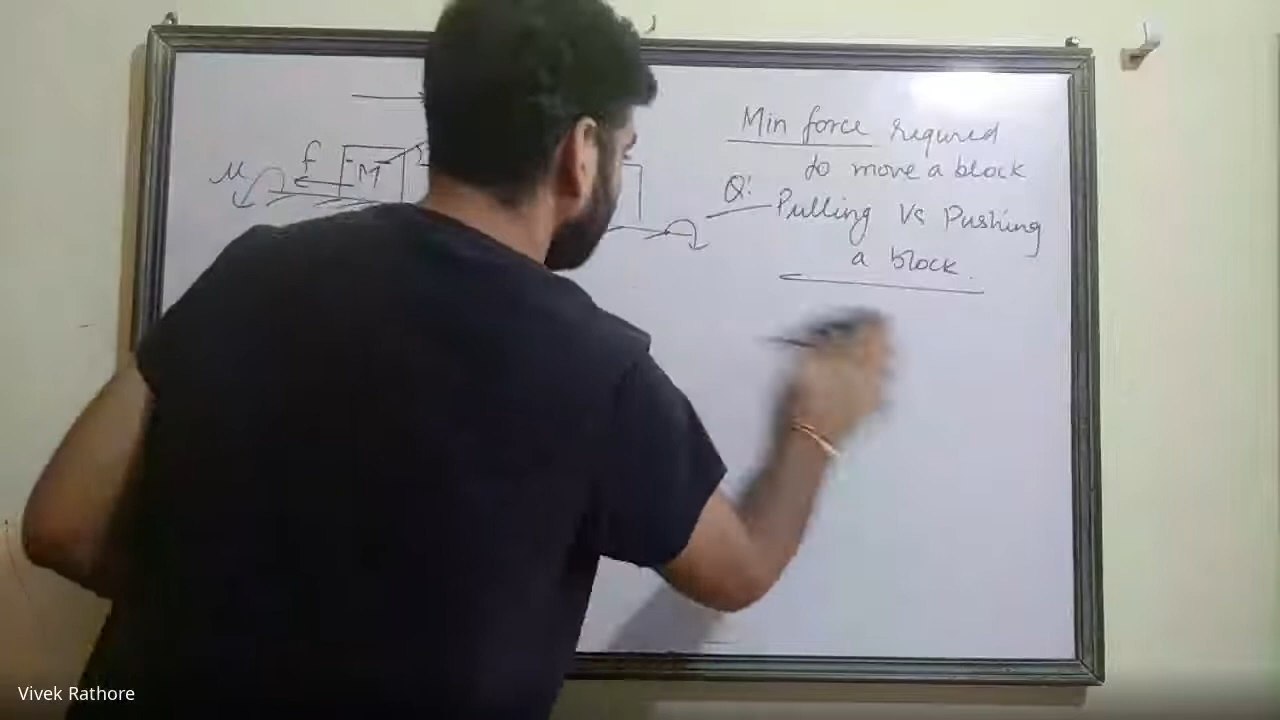 Min force required
to move a block
Q: Pulling Vs Pushing
a block.
μ
f
M
Vivek Rathore